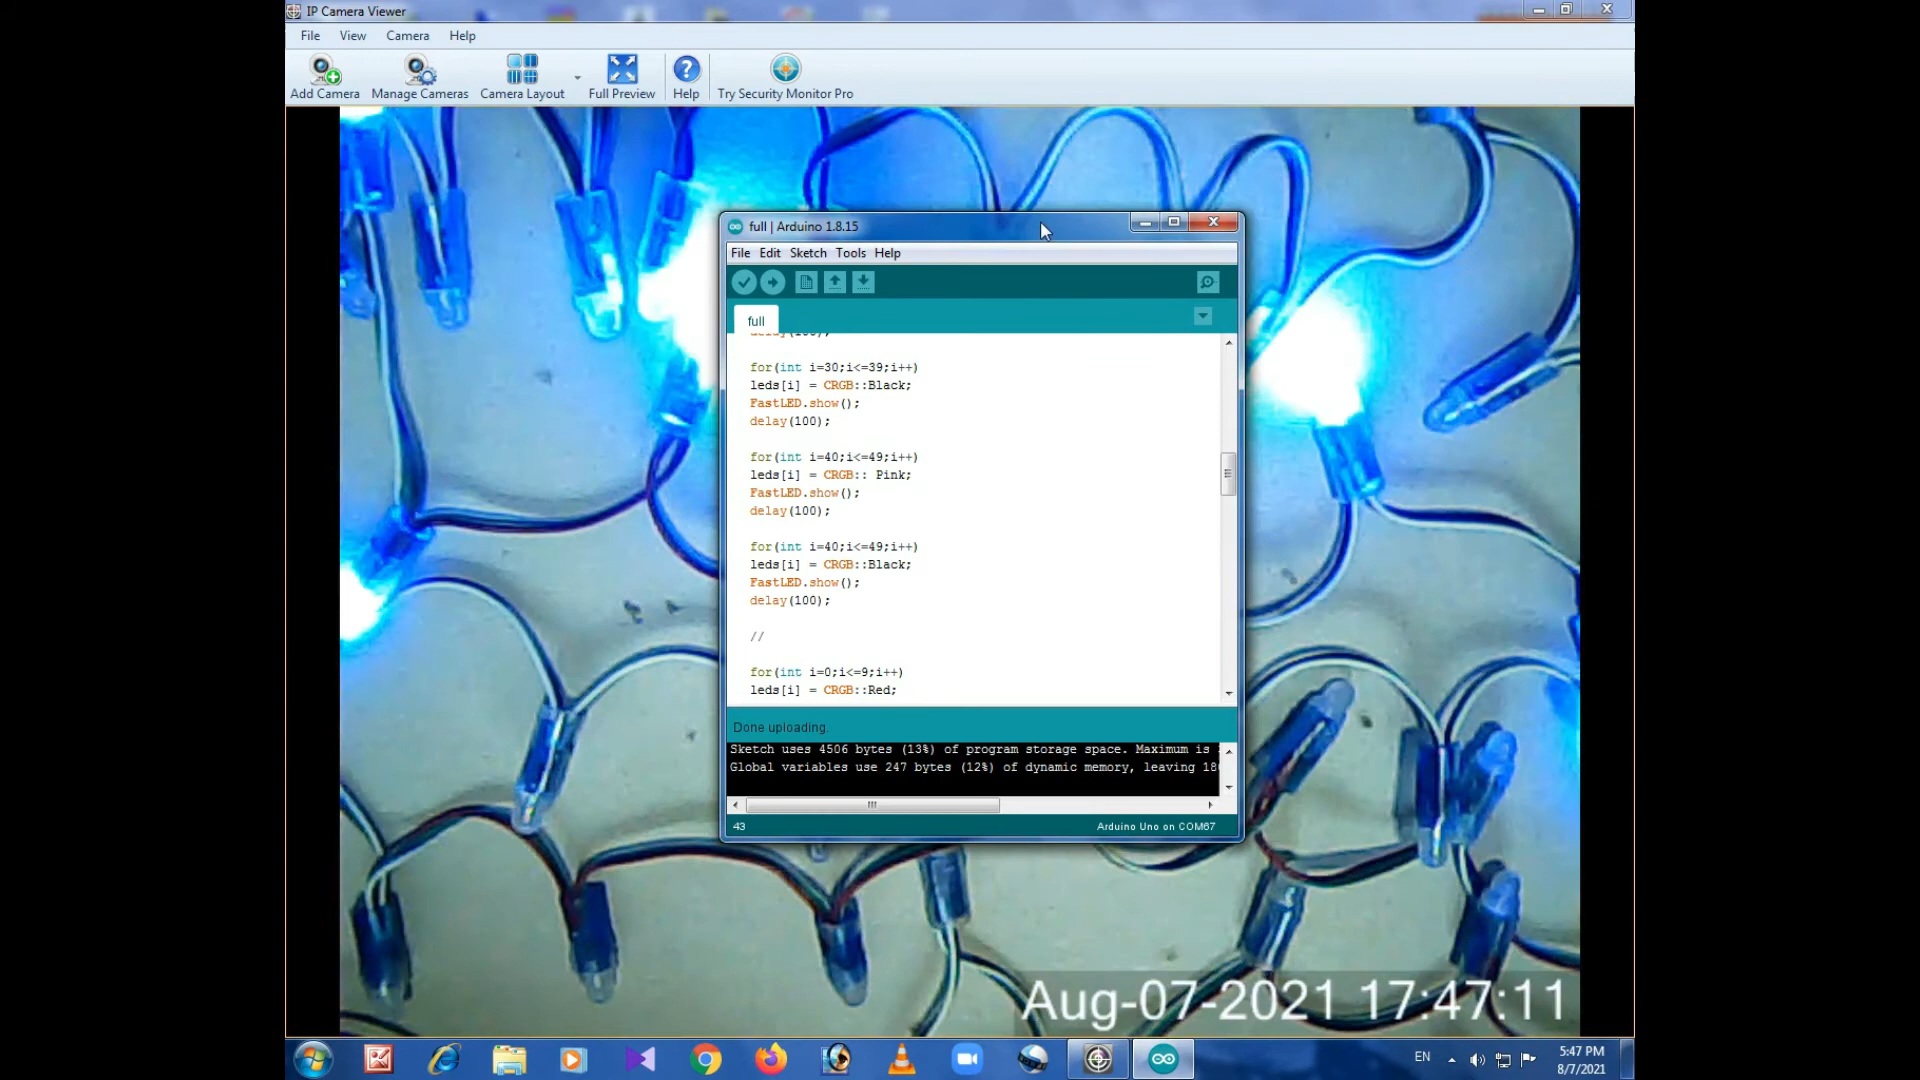 IP Camera Viewer
File View Camera Help
Add Camera Manage Cameras Camera Layout Full Preview Help Try Security Monitor Pro
full | Arduino 1.8.15
File Edit Sketch Tools Help
full
delay(100);
for(int i=30;i<=39;i++)
leds[i] = CRGB::Black;
FastLED.show();
delay(100);
for(int i=40;i<=49;i++)
leds[i] = CRGB:: Pink;
FastLED.show();
delay(100);
for(int i=40;i<=49;i++)
leds[i] = CRGB::Black;
FastLED.show();
delay(100);
//
for(int i=0;i<=9;i++)
leds[i] = CRGB::Red;
Done uploading.
Sketch uses 4506 bytes (13%) of program storage space. Maximum is
Global variables use 247 bytes (12%) of dynamic memory, leaving 18
43 Arduino Uno on COM67
Aug-07-2021 17:47:11
EN 5:47 PM
8/7/2021